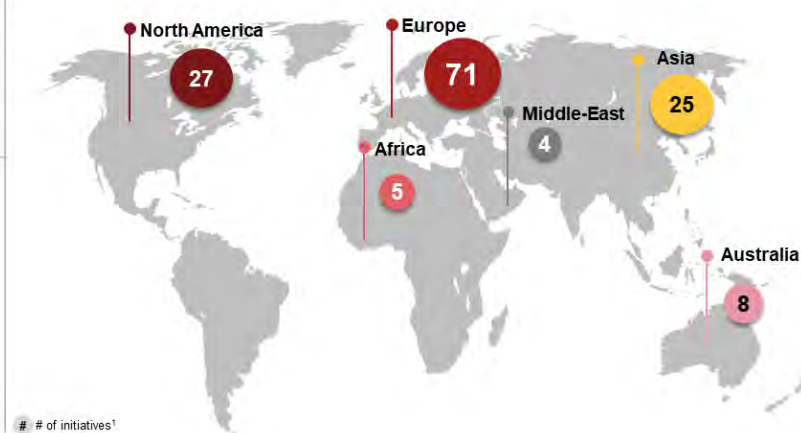 North America
27
Europe
71
Asia
25
Middle-East
4
Africa
5
Australia
8
# # of initiatives¹